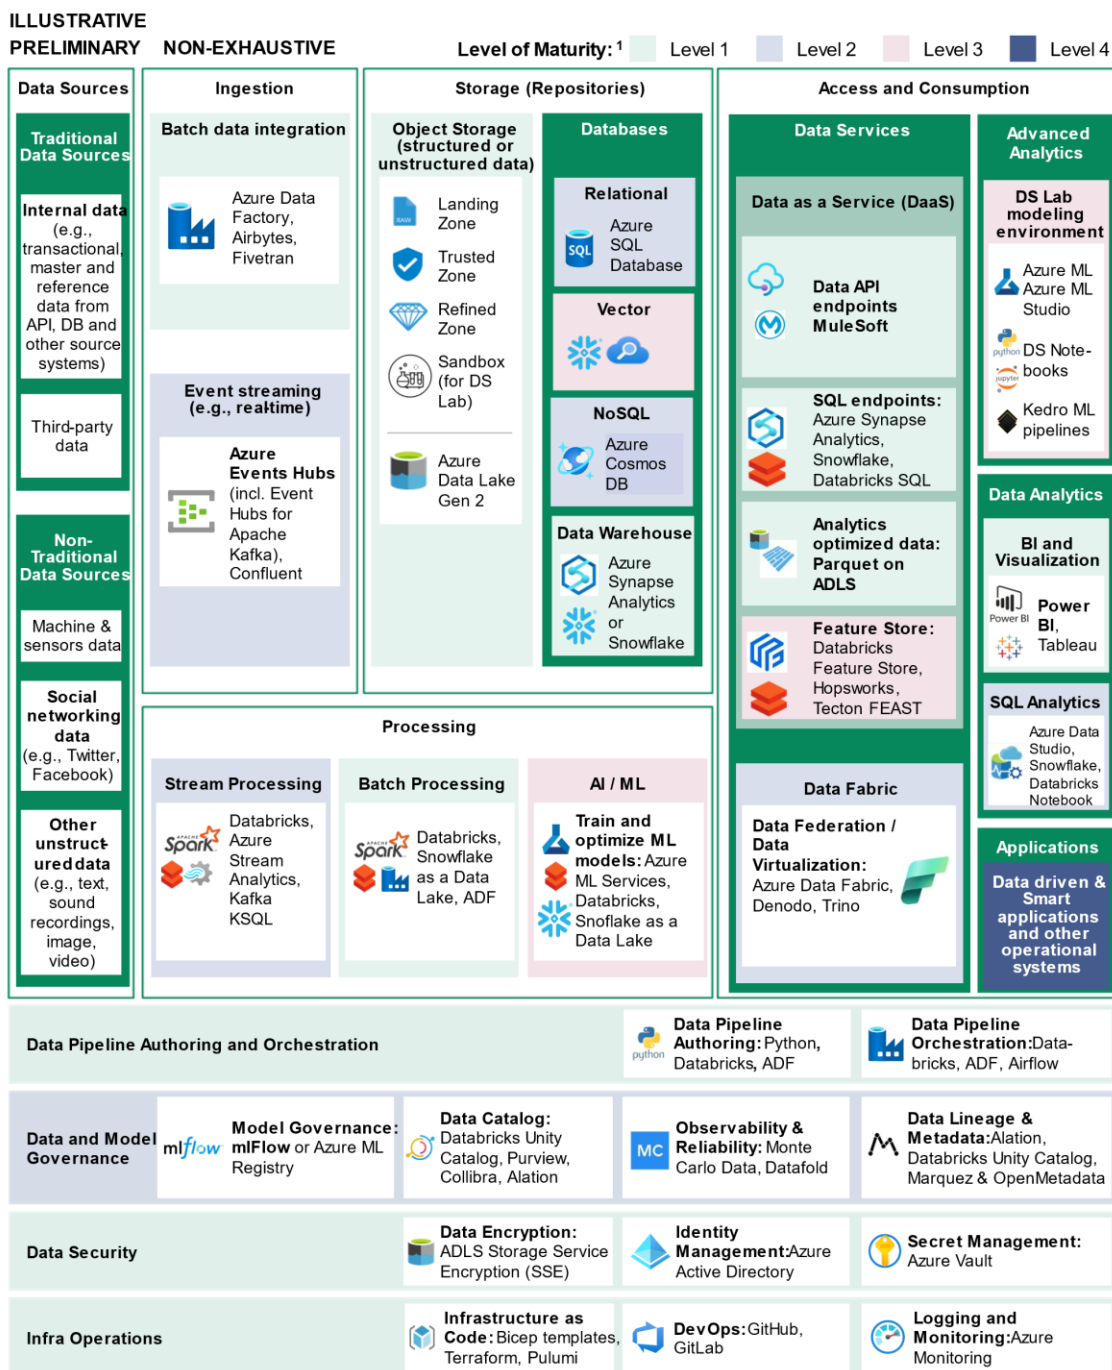 ILLUSTRATIVE
PRELIMINARY NON-EXHAUSTIVE
Level of Maturity: 1 Level 1 Level 2 Level 3 Level 4
Data Sources
Traditional
Data Sources
Internal data
(e.g.,
transactional,
master and
reference
data from
API, DB and
other source
systems)
Third-party
data
Non-
Traditional
Data Sources
Machine &
sensors data
Social
networking
data
(e.g., Twitter,
Facebook)
Other
unstruct-
ured data
(e.g., text,
sound
recordings,
image,
video)
Ingestion
Batch data integration
Azure Data
Factory,
Airbytes,
Fivetran
Event streaming
(e.g., real-time)
Azure
Events Hubs
(incl. Event
Hubs for
Apache
Kafka),
Confluent
Storage (Repositories)
Object Storage
(structured or
unstructured data)
RAW
Landing
Zone
Trusted
Zone
Refined
Zone
Sandbox
(for DS
Lab)
Azure
Data Lake
Gen 2
Databases
Relational
SQL
Azure
SQL
Database
Vector
NoSQL
Azure
Cosmos
DB
Data Warehouse
Azure
Synapse
Analytics
or
Snowflake
Processing
Stream Processing
APACHE
Spark
Databricks,
Azure
Stream
Analytics,
Kafka
KSQL
Batch Processing
APACHE
Spark
Databricks,
Snowflake
as a Data
Lake, ADF
AI / ML
Train and
optimize ML
models: Azure
ML Services,
Databricks,
Snoflake as a
Data Lake
Access and Consumption
Data Services
Data as a Service (DaaS)
Data API
endpoints
MuleSoft
SQL endpoints:
Azure Synapse
Analytics,
Snowflake,
Databricks SQL
Analytics
optimized data:
Parquet on
ADLS
Feature Store:
Databricks
Feature Store,
Hopsworks,
Tecton FEAST
Data Fabric
Data Federation /
Data
Virtualization:
Azure Data Fabric,
Denodo, Trino
Advanced
Analytics
DS Lab
modeling
environment
Azure ML
Azure ML
Studio
python
jupyter
DS Note-
books
Kedro ML
pipelines
Data Analytics
BI and
Visualization
Power BI
Power
BI,
Tableau
SQL Analytics
Azure Data
Studio,
Snowflake,
Databricks
Notebook
Applications
Data driven &
Smart
applications
and other
operational
systems
Data Pipeline Authoring and Orchestration
python
Data Pipeline
Authoring: Python,
Databricks, ADF
Data Pipeline
Orchestration: Data-
bricks, ADF, Airflow
Data and Model
Governance
mlflow
Model Governance:
mlFlow or Azure ML
Registry
Data Catalog:
Databricks Unity
Catalog, Purview,
Collibra, Alation
MC
Observability &
Reliability: Monte
Carlo Data, Datafold
Data Lineage &
Metadata: Alation,
Databricks Unity Catalog,
Marquez & OpenMetadata
Data Security
Data Encryption:
ADLS Storage Service
Encryption (SSE)
Identity
Management: Azure
Active Directory
Secret Management:
Azure Vault
Infra Operations
Infrastructure as
Code: Bicep templates,
Terraform, Pulumi
DevOps: GitHub,
GitLab
Logging and
Monitoring: Azure
Monitoring